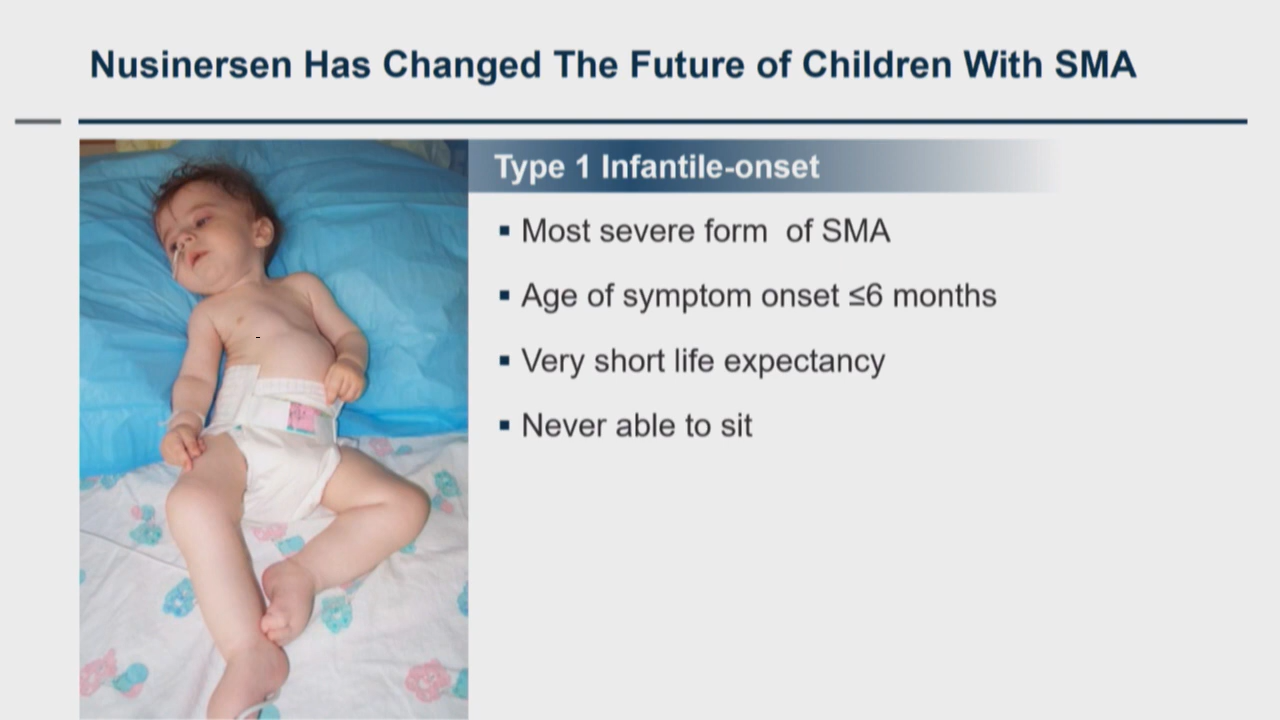 Nusinersen Has Changed The Future of Children With SMA
Type 1 Infantile-onset
▪ Most severe form of SMA
▪ Age of symptom onset ≤6 months
▪ Very short life expectancy
▪ Never able to sit